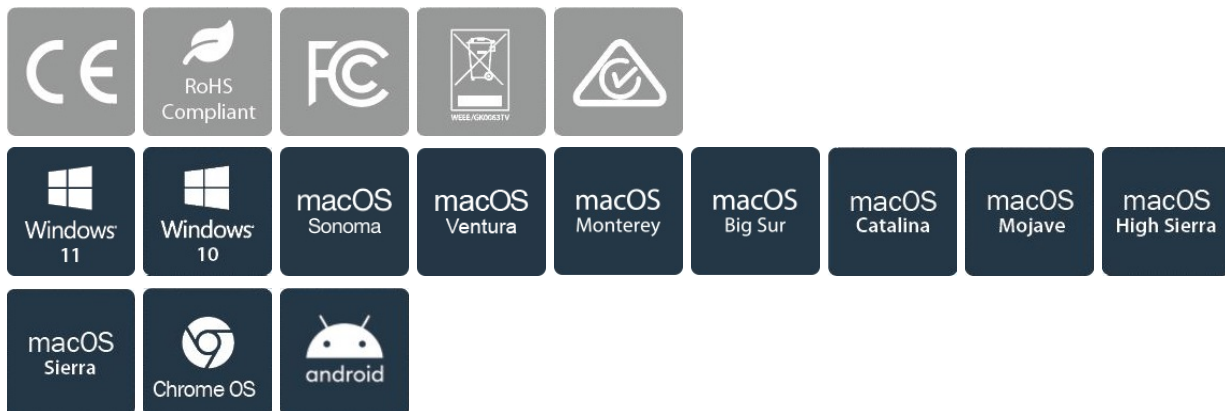 CE
RoHS
Compliant
FC
WEEE/GK0063TV
Windows
11
Windows
10
macOS
Sonoma
macOS
Ventura
macOS
Monterey
macOS
Big Sur
macOS
Catalina
macOS
Mojave
macOS
High Sierra
macOS
Sierra
Chrome OS
android